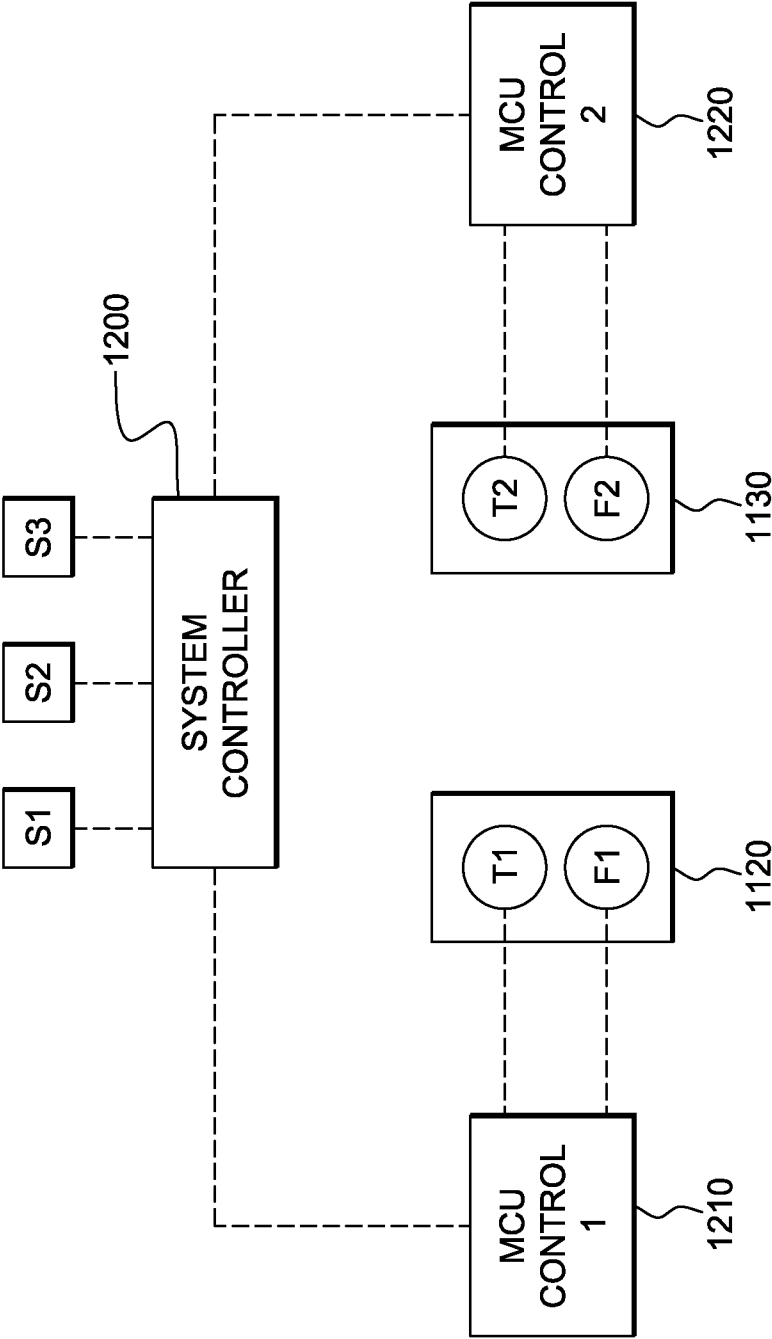 S1
S2
S3
1200
SYSTEM
CONTROLLER
MCU
CONTROL
1
1210
T1
F1
1120
T2
F2
1130
MCU
CONTROL
2
1220